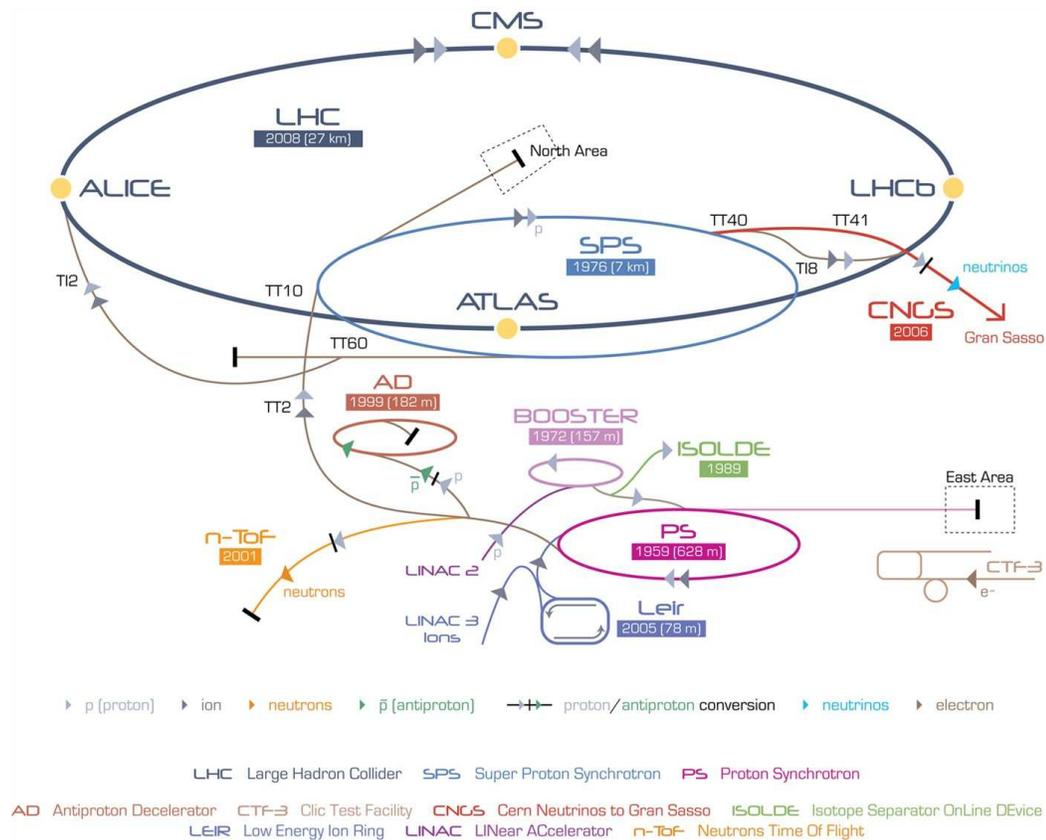 CMS
LHC
2008 (27 km)
North Area
ALICE
LHCb
TT40
TT41
p
SPS
1976 (7 km)
TI8
neutrinos
TI2
TT10
ATLAS
CNGS
2006
Gran Sasso
TT60
AD
1999 (182 m)
TT2
BOOSTER
1972 (157 m)
ISOLDE
1989
p̅
p
East Area
n-ToF
2001
PS
1959 (628 m)
p
LINAC 2
neutrons
CTF-3
e-
LINAC 3
Ions
Leir
2005 (78 m)
p (proton) ion neutrons p̅ (antiproton) proton/antiproton conversion neutrinos electron
LHC Large Hadron Collider SPS Super Proton Synchrotron PS Proton Synchrotron
AD Antiproton Decelerator CTF-3 Clic Test Facility CNGS Cern Neutrinos to Gran Sasso ISOLDE Isotope Separator OnLine DEvice
LEIR Low Energy Ion Ring LINAC LINear ACcelerator n-ToF Neutrons Time Of Flight